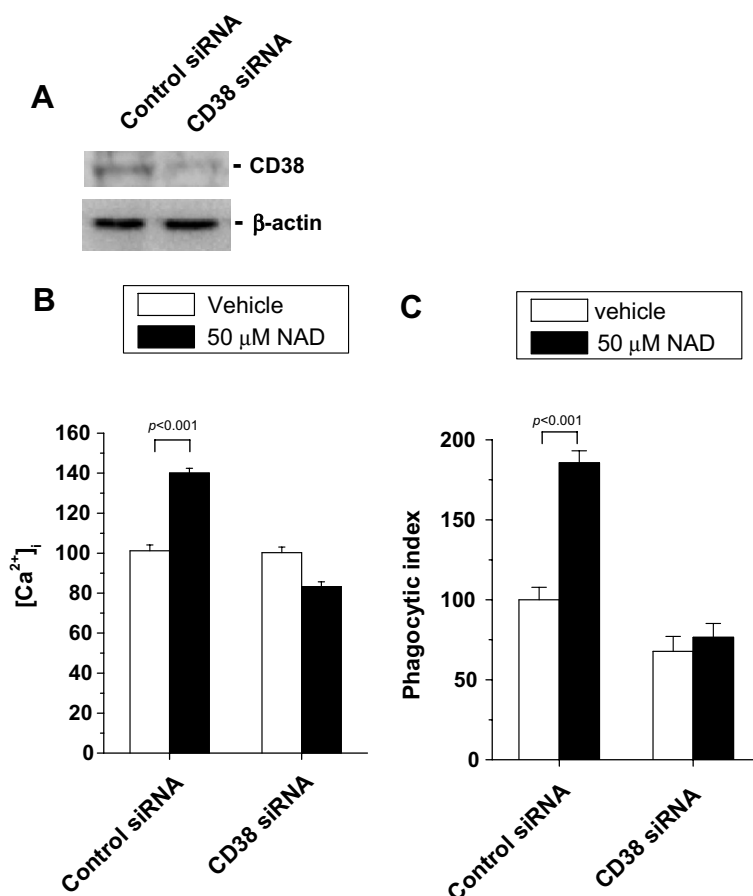 A
Control siRNA
CD38 siRNA
- CD38
- β-actin
B
Vehicle
50 μM NAD
p<0.001
160
140
120
100
80
60
40
20
0
[Ca²⁺]ᵢ
Control siRNA
CD38 siRNA
C
vehicle
50 μM NAD
p<0.001
200
150
100
50
0
Phagocytic index
Control siRNA
CD38 siRNA